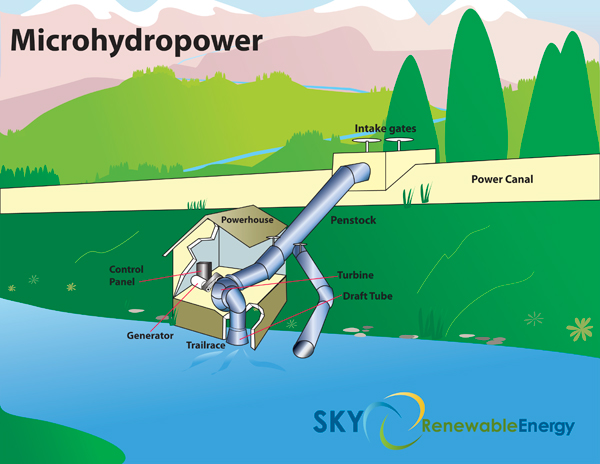 Microhydropower
Intake gates
Power Canal
Powerhouse
Penstock
Control
Panel
Turbine
Draft Tube
Generator
Trailrace
SKY RenewableEnergy